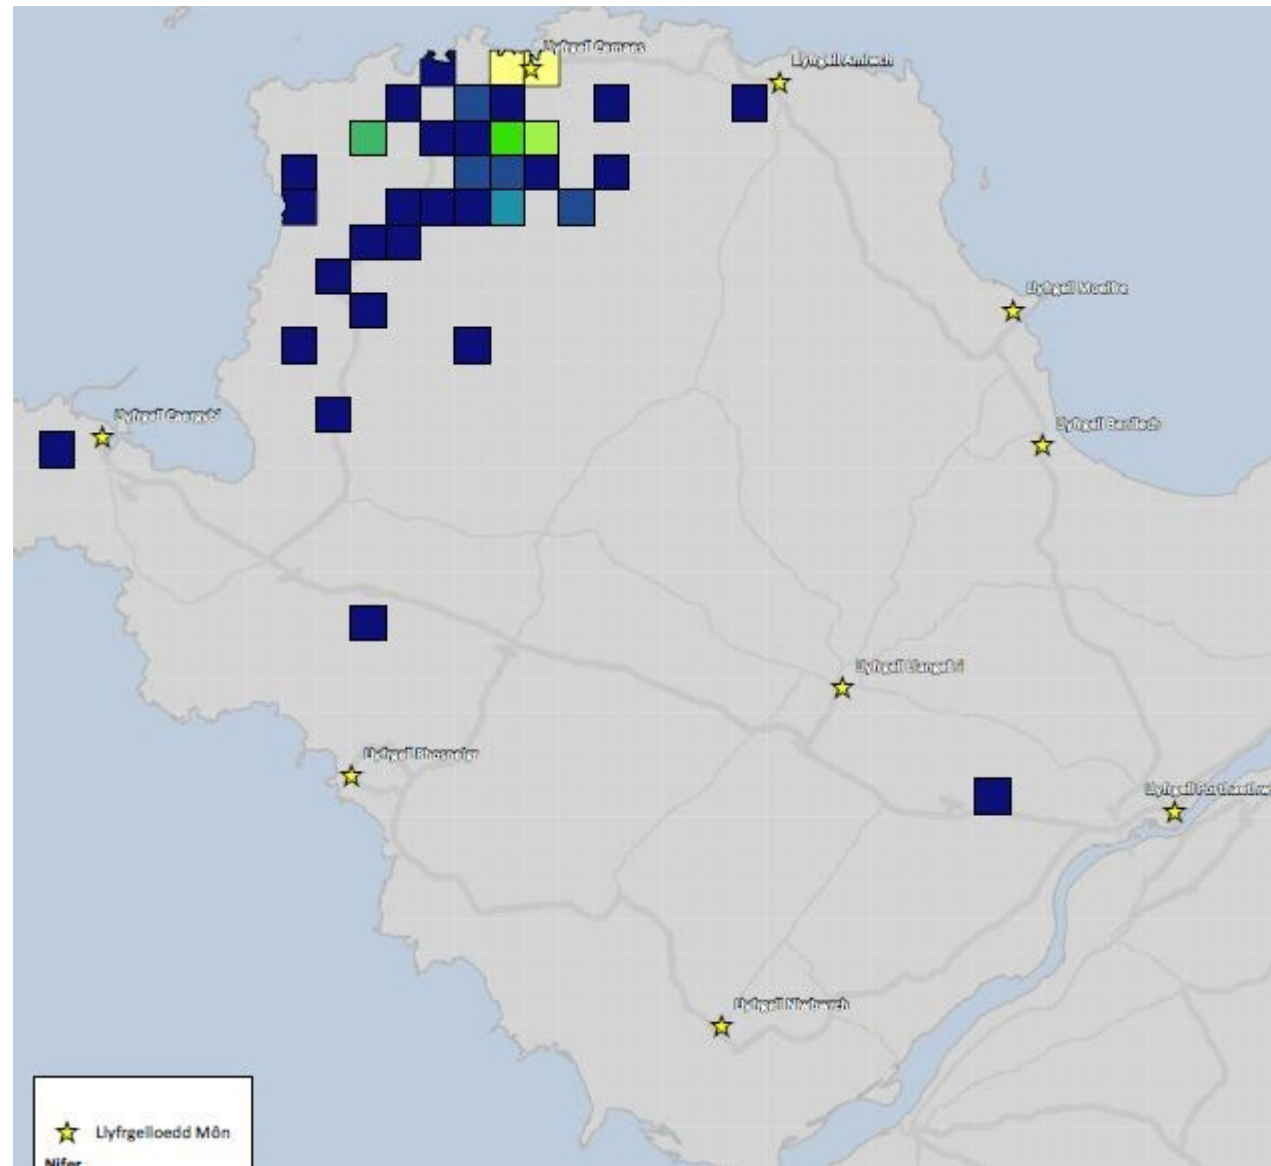 Llyfrgell Cemaes
Llyfrgell Amlwch
Llyfrgell Moelfre
Llyfrgell Caergybi
Llyfrgell Benllech
Llyfrgell Llangefni
Llyfrgell Rhosneigr
Llyfrgell
Llyfrgell Niwbwrch
Llyfrgelloedd Môn
Nifer